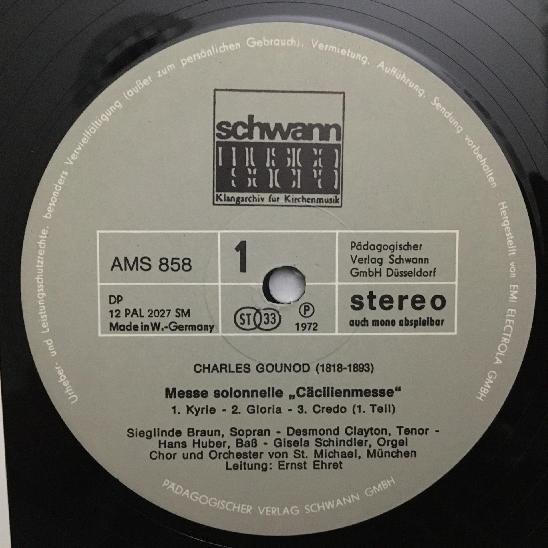 Urheber- und Leistungsschutzrechte, besonders Vervielfältigung (außer zum persönlichen Gebrauch), Vermietung, Aufführung, Sendung vorbehalten · Hergestellt von EMI ELECTROLA GMBH
schwann
Klangarchiv für Kirchenmusik
AMS 858
1
Pädagogischer
Verlag Schwann
GmbH Düsseldorf
DP
12 PAL 2027 SM
Made in W.-Germany
ST 33
P
1972
stereo
auch mono abspielbar
CHARLES GOUNOD (1818-1893)
Messe solonnelle „Cäcilienmesse“
1. Kyrie - 2. Gloria - 3. Credo (1. Teil)
Sieglinde Braun, Sopran - Desmond Clayton, Tenor -
Hans Huber, Baß - Gisela Schindler, Orgel
Chor und Orchester von St. Michael, München
Leitung: Ernst Ehret
PÄDAGOGISCHER VERLAG SCHWANN GMBH